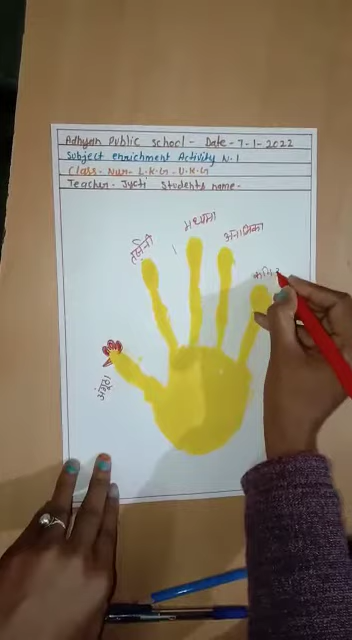 Adhyan Public school - Date - 7-1-2022
Subject enrichment Activity N.1
Class - Nur - L.K.G - U.K.G
Teacher - Jyoti Students name -
तर्जनी
मध्यमा
अनामिका
कनि
अंगूठा